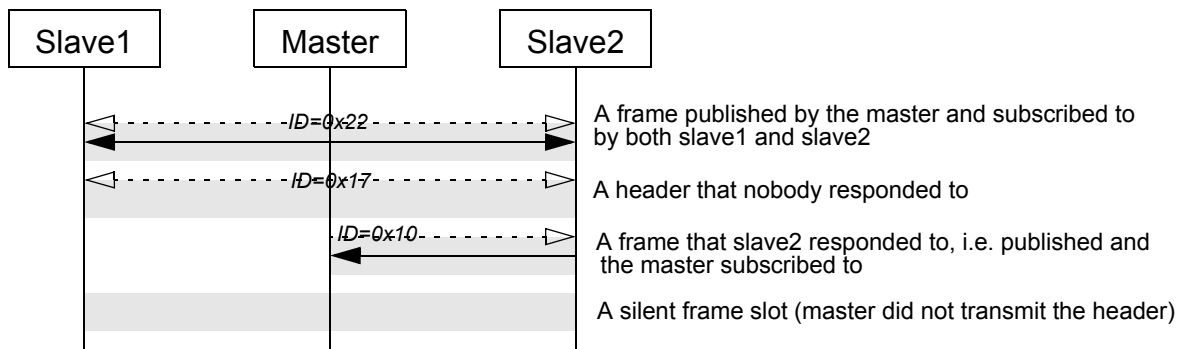 Slave1 Master Slave2
ID=0x22
A frame published by the master and subscribed to
by both slave1 and slave2
ID=0x17
A header that nobody responded to
ID=0x10
A frame that slave2 responded to, i.e. published and
the master subscribed to
A silent frame slot (master did not transmit the header)